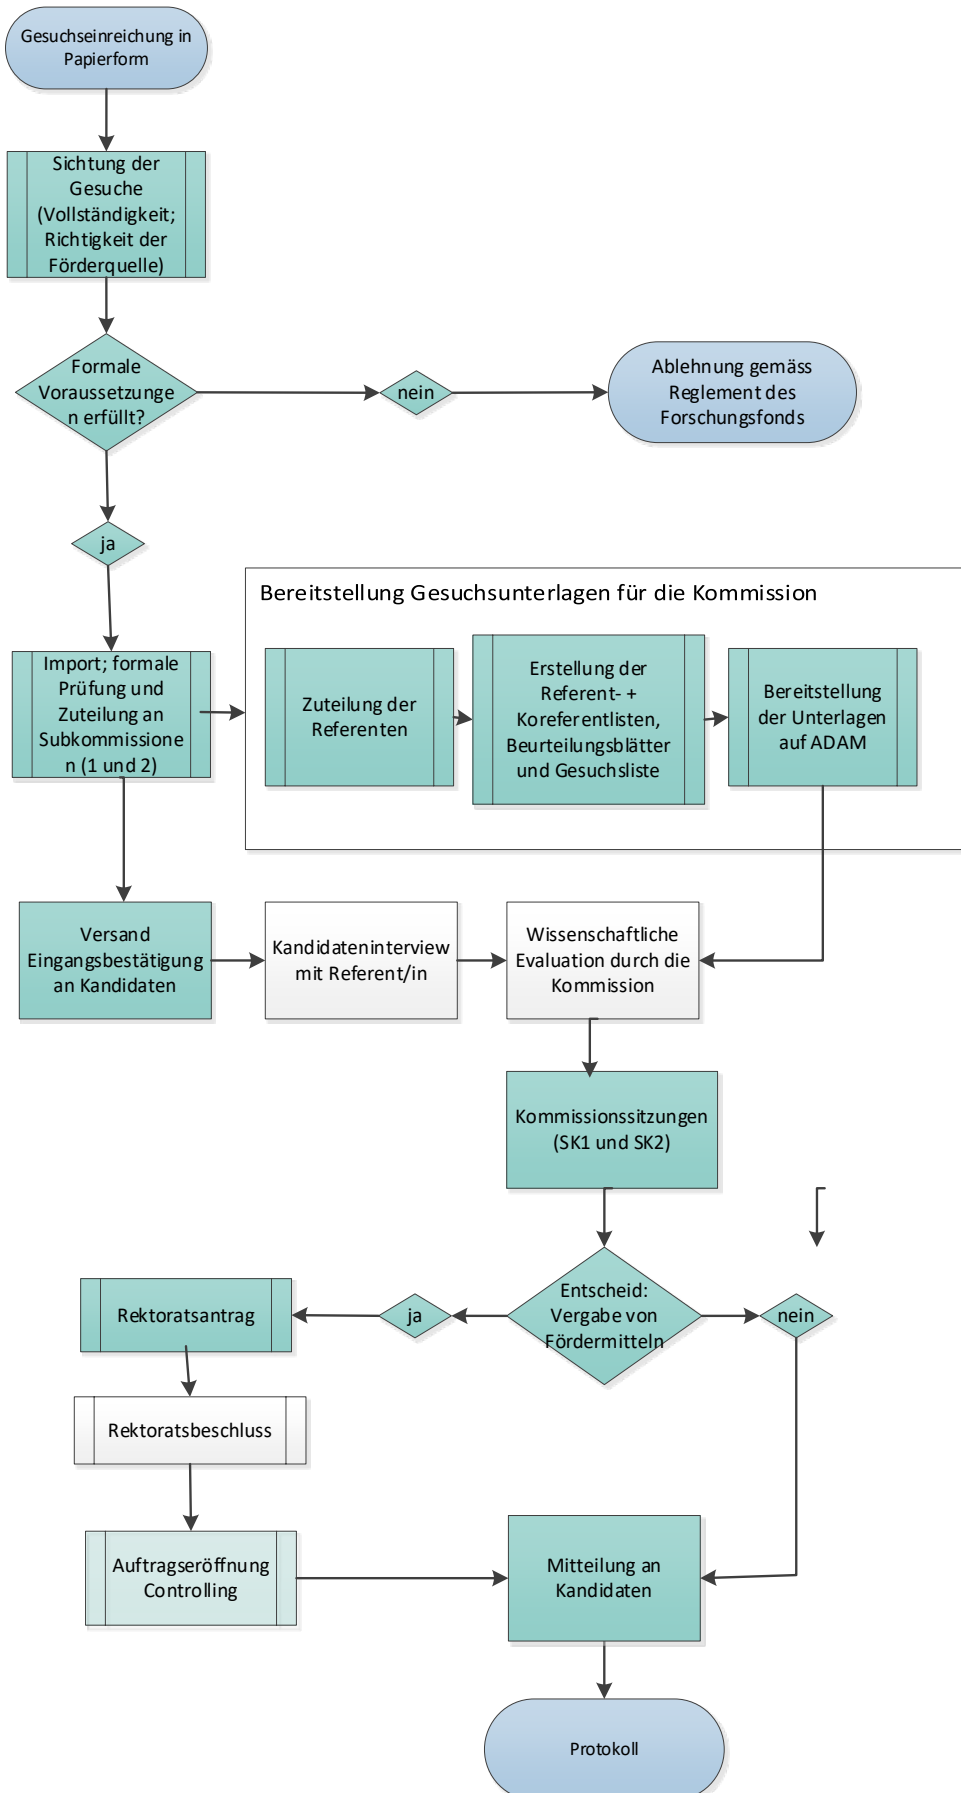 Gesuchseinreichung in
Papierform
Sichtung der
Gesuche
(Vollständigkeit;
Richtigkeit der
Förderquelle)
Formale
Voraussetzunge
n erfüllt?
nein
Ablehnung gemäss
Reglement des
Forschungsfonds
ja
Bereitstellung Gesuchsunterlagen für die Kommission
Import; formale
Prüfung und
Zuteilung an
Subkommissione
n (1 und 2)
Zuteilung der
Referenten
Erstellung der
Referent- +
Koreferentlisten,
Beurteilungsblätter
und Gesuchsliste
Bereitstellung
der Unterlagen
auf ADAM
Versand
Eingangsbestätigung
an Kandidaten
Kandidateninterview
mit Referent/in
Wissenschaftliche
Evaluation durch die
Kommission
Kommissionssitzungen
(SK1 und SK2)
Entscheid:
Vergabe von
Fördermitteln
ja
nein
Rektoratsantrag
Rektoratsbeschluss
Auftragseröffnung
Controlling
Mitteilung an
Kandidaten
Protokoll